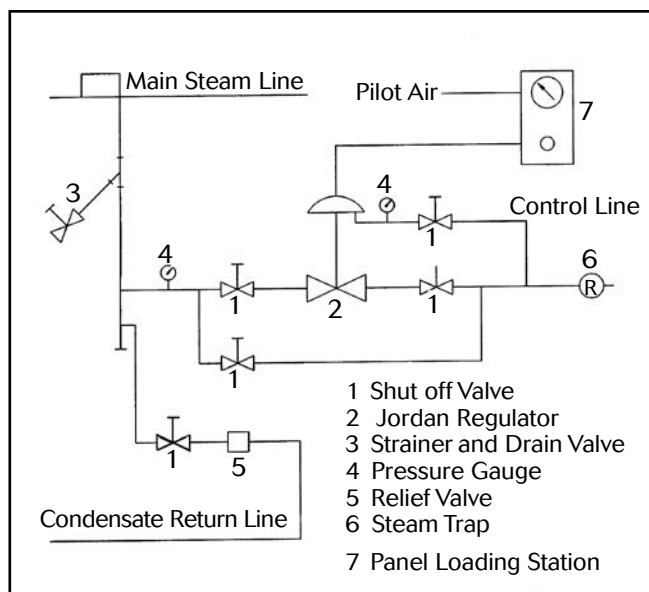 Main Steam Line
Pilot Air
7
3
4
Control Line
4
1
6
R
1
2
1
1
1
5
Condensate Return Line
1 Shut off Valve
2 Jordan Regulator
3 Strainer and Drain Valve
4 Pressure Gauge
5 Relief Valve
6 Steam Trap
7 Panel Loading Station